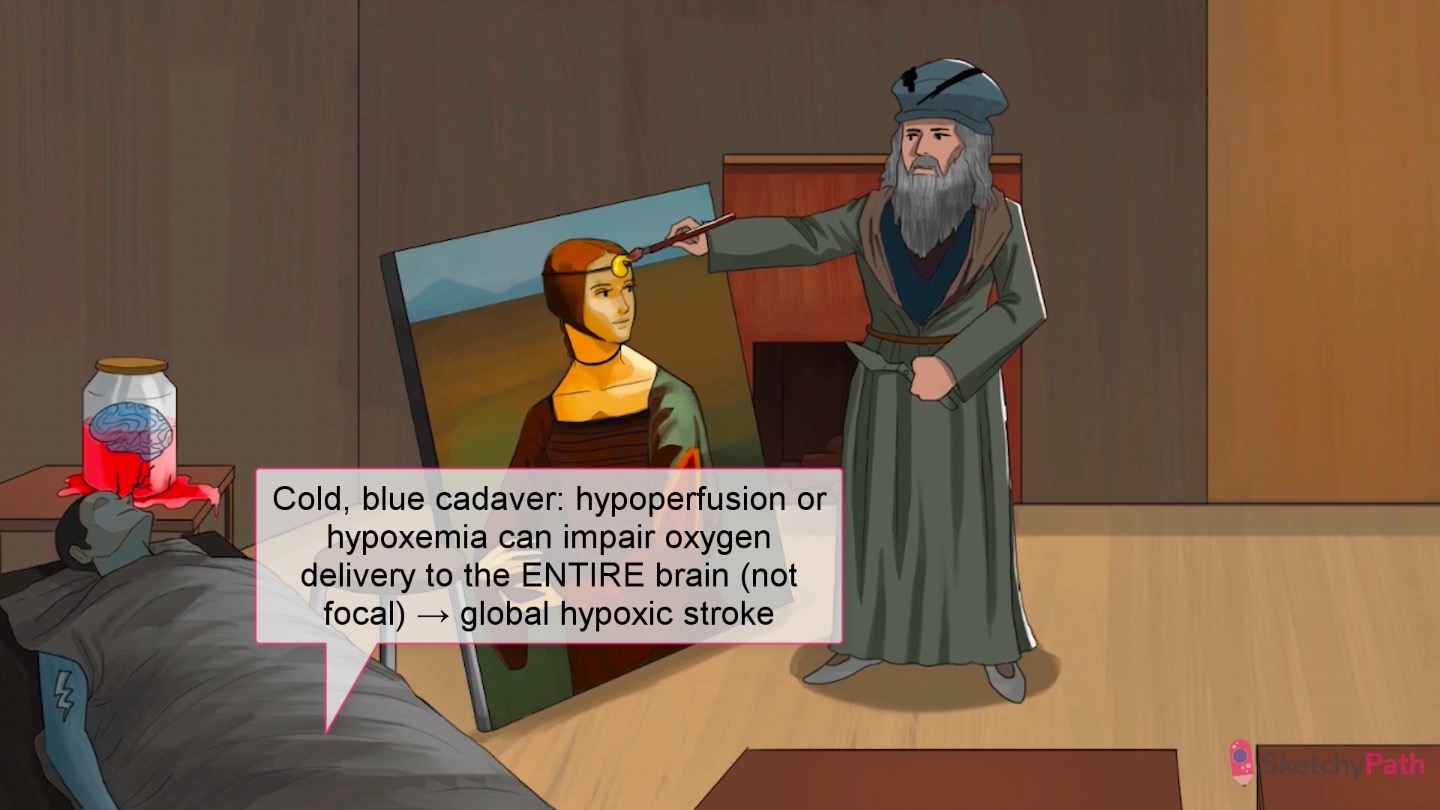 Cold, blue cadaver: hypoperfusion or
hypoxemia can impair oxygen
delivery to the ENTIRE brain (not
focal) → global hypoxic stroke
SketchyPath